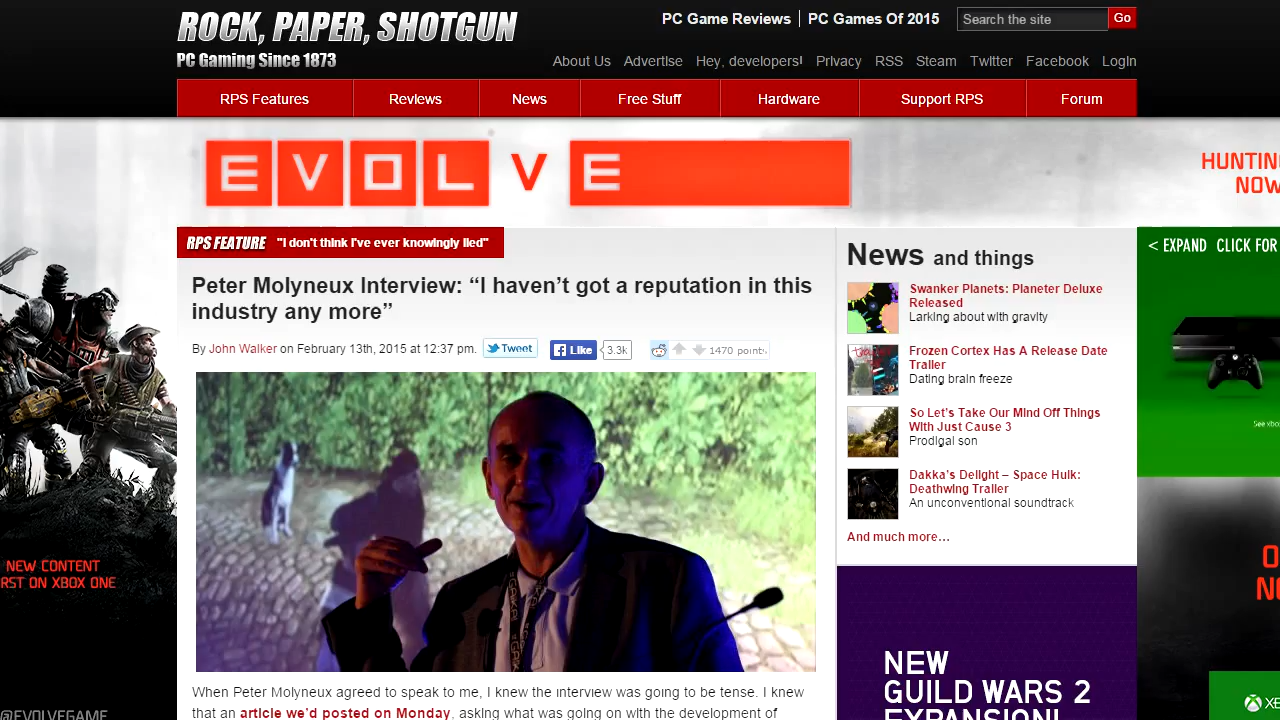 ROCK, PAPER, SHOTGUN
PC Gaming Since 1873
PC Game Reviews
PC Games Of 2015
Search the site
Go
About Us
Advertise
Hey, developers!
Privacy
RSS
Steam
Twitter
Facebook
Login
RPS Features
Reviews
News
Free Stuff
Hardware
Support RPS
Forum
EVOLVE
HUNTIN
NOW
RPS FEATURE "I don't think I've ever knowingly lied"
Peter Molyneux Interview: “I haven’t got a reputation in this
industry any more”
By John Walker on February 13th, 2015 at 12:37 pm.
Tweet
Like
3.3k
1470 points
When Peter Molyneux agreed to speak to me, I knew the interview was going to be tense. I knew
that an article we’d posted on Monday, asking what was going on with the development of
News and things
Swanker Planets: Planeter Deluxe
Released
Larking about with gravity
Frozen Cortex Has A Release Date
Trailer
Dating brain freeze
So Let’s Take Our Mind Off Things
With Just Cause 3
Prodigal son
Dakka’s Delight – Space Hulk:
Deathwing Trailer
An unconventional soundtrack
And much more…
NEW
GUILD WARS 2
EXPANSION!
< EXPAND
CLICK FOR
See xbo
O
NO
XB
NEW CONTENT
RST ON XBOX ONE
@EVOLVEGAME